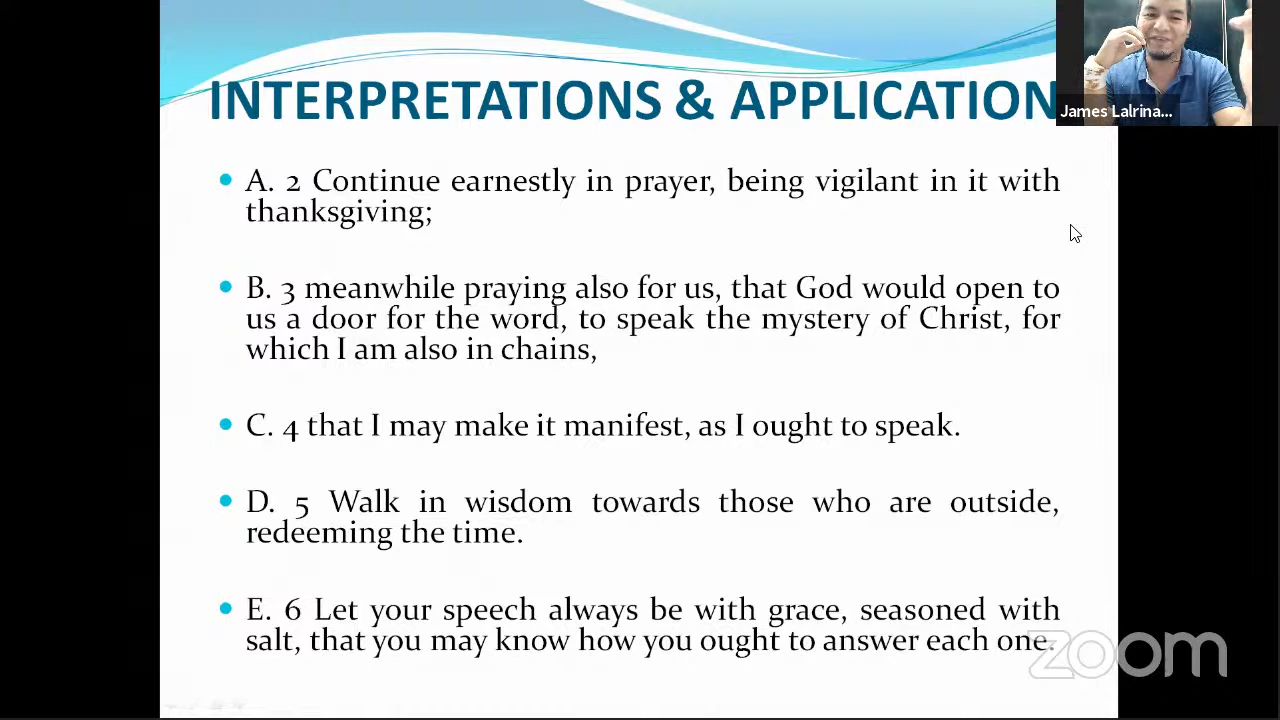 INTERPRETATIONS & APPLICATION
James Lalrina...
A. 2 Continue earnestly in prayer, being vigilant in it with
thanksgiving;
B. 3 meanwhile praying also for us, that God would open to
us a door for the word, to speak the mystery of Christ, for
which I am also in chains,
C. 4 that I may make it manifest, as I ought to speak.
D. 5 Walk in wisdom towards those who are outside,
redeeming the time.
E. 6 Let your speech always be with grace, seasoned with
salt, that you may know how you ought to answer each one.
zoom